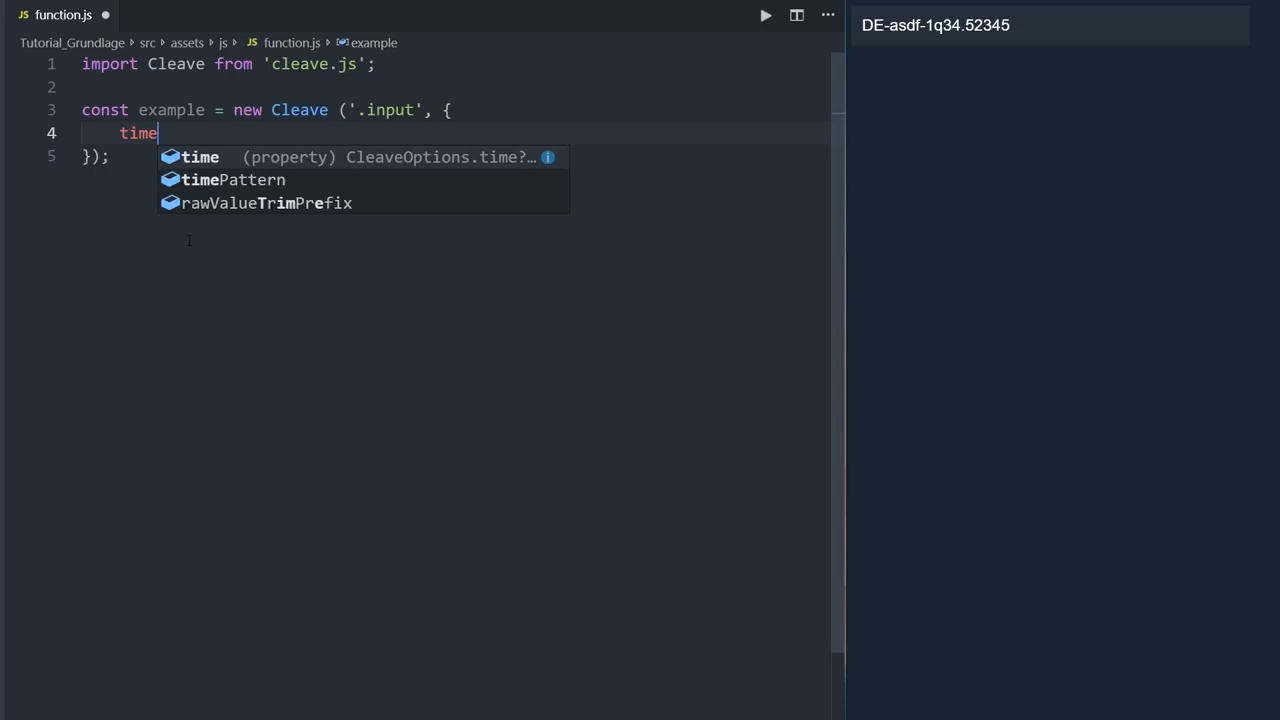 JS function.js
Tutorial_Grundlage src assets js JS function.js example
1 import Cleave from 'cleave.js';
2
3 const example = new Cleave ('.input', {
4 time
5 });
time (property) CleaveOptions.time?…
timePattern
rawValueTrimPrefix
DE-asdf-1q34.52345